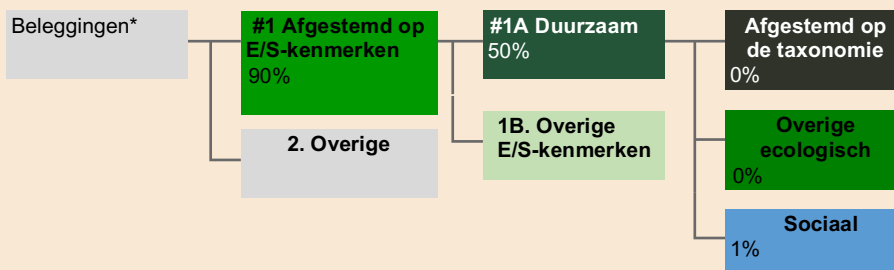 Beleggingen*
#1 Afgestemd op
E/S-kenmerken
90%
2. Overige
#1A Duurzaam
50%
1B. Overige
E/S-kenmerken
Afgestemd op
de taxonomie
0%
Overige
ecologisch
0%
Sociaal
1%